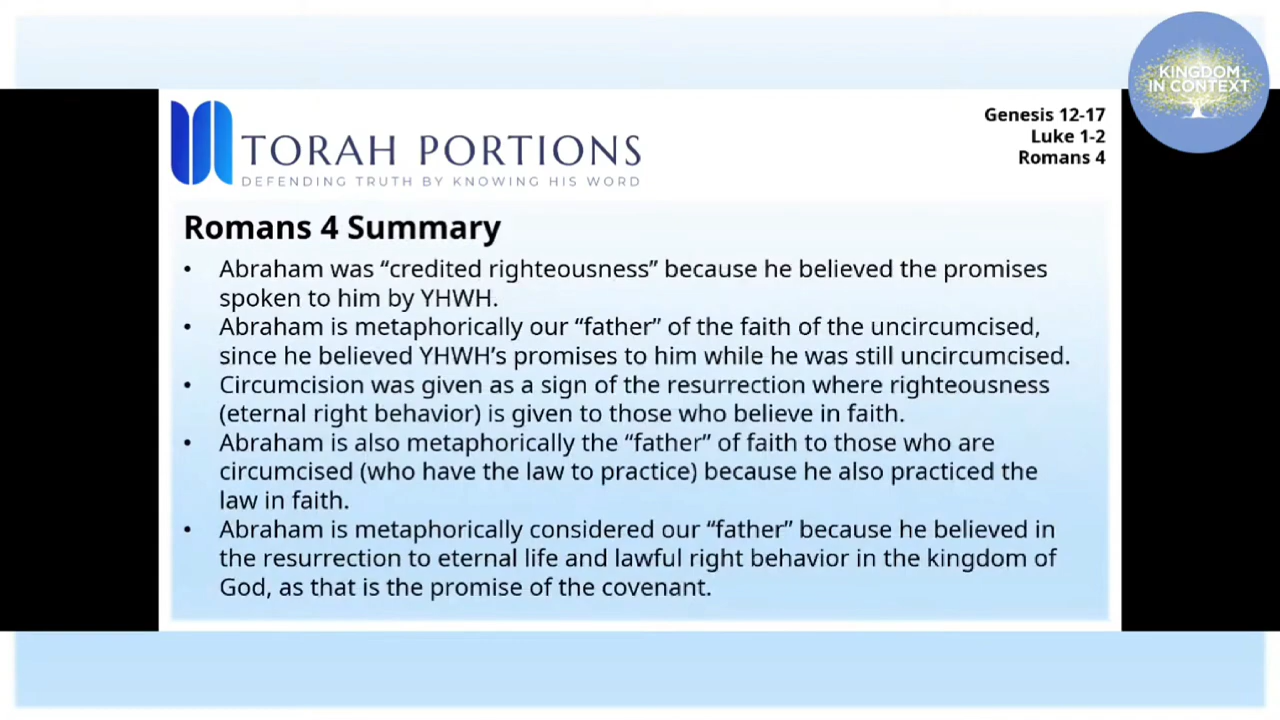 KINGDOM
IN CONTEXT
Genesis 12-17
Luke 1-2
Romans 4
TORAH PORTIONS
DEFENDING TRUTH BY KNOWING HIS WORD
Romans 4 Summary
• Abraham was “credited righteousness” because he believed the promises
spoken to him by YHWH.
• Abraham is metaphorically our “father” of the faith of the uncircumcised,
since he believed YHWH’s promises to him while he was still uncircumcised.
• Circumcision was given as a sign of the resurrection where righteousness
(eternal right behavior) is given to those who believe in faith.
• Abraham is also metaphorically the “father” of faith to those who are
circumcised (who have the law to practice) because he also practiced the
law in faith.
• Abraham is metaphorically considered our “father” because he believed in
the resurrection to eternal life and lawful right behavior in the kingdom of
God, as that is the promise of the covenant.